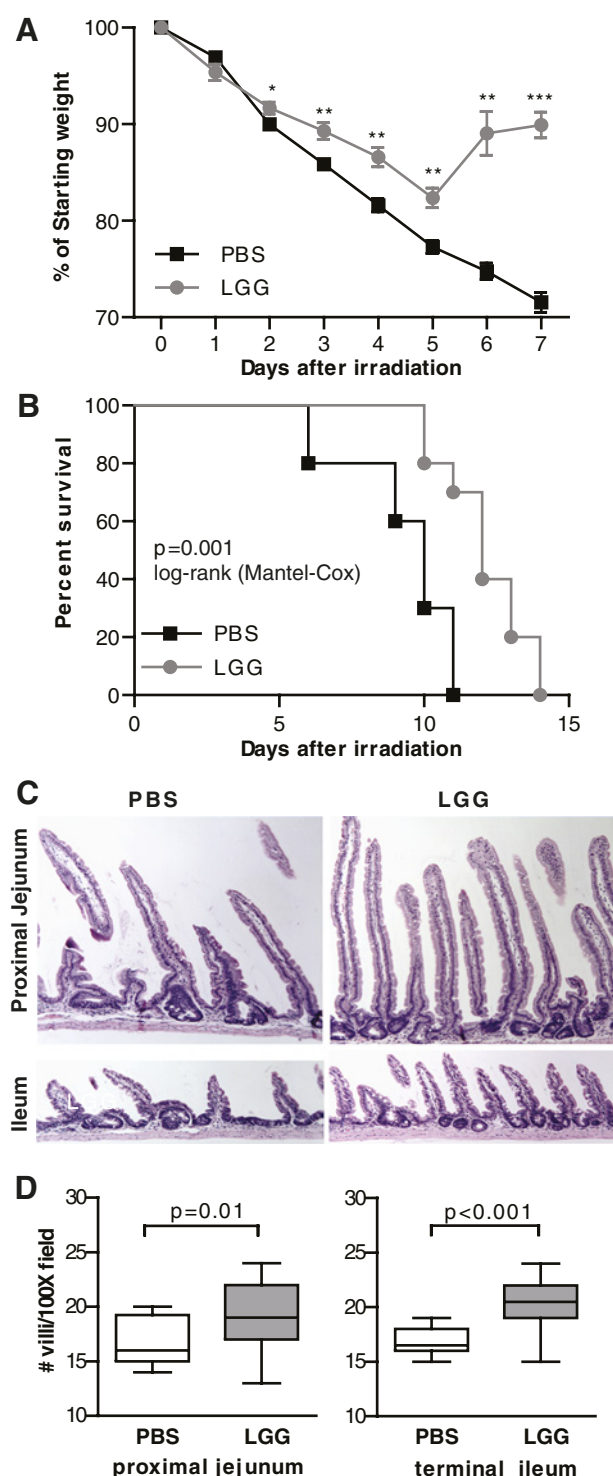 A
100
90
80
70
% of Starting weight
*
**
**
**
**
***
PBS
LGG
0 1 2 3 4 5 6 7
Days after irradiation
B
100
80
60
40
20
0
Percent survival
p=0.001
log-rank (Mantel-Cox)
PBS
LGG
0 5 10 15
Days after irradiation
C
PBS LGG
Proximal Jejunum
Ileum
D
# villi/100X field
30
25
20
15
10
p=0.01
PBS LGG
proximal jejunum
30
25
20
15
10
p<0.001
PBS LGG
terminal ileum